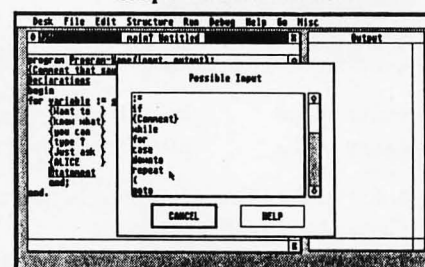 Desk File Edit Structure Run Debug Help Go Misc
main? Untitled
Output
program Program-Name(input, output);
{Comment that
Declarations
begin
for variable :=
{Want to }
{know what}
{you can }
{type ? }
{Just ask }
{ALICE }
Statement
end;
end.
Possible Input
:=
if
{Comment}
while
for
case
downto
repeat
(
goto
CANCEL
HELP